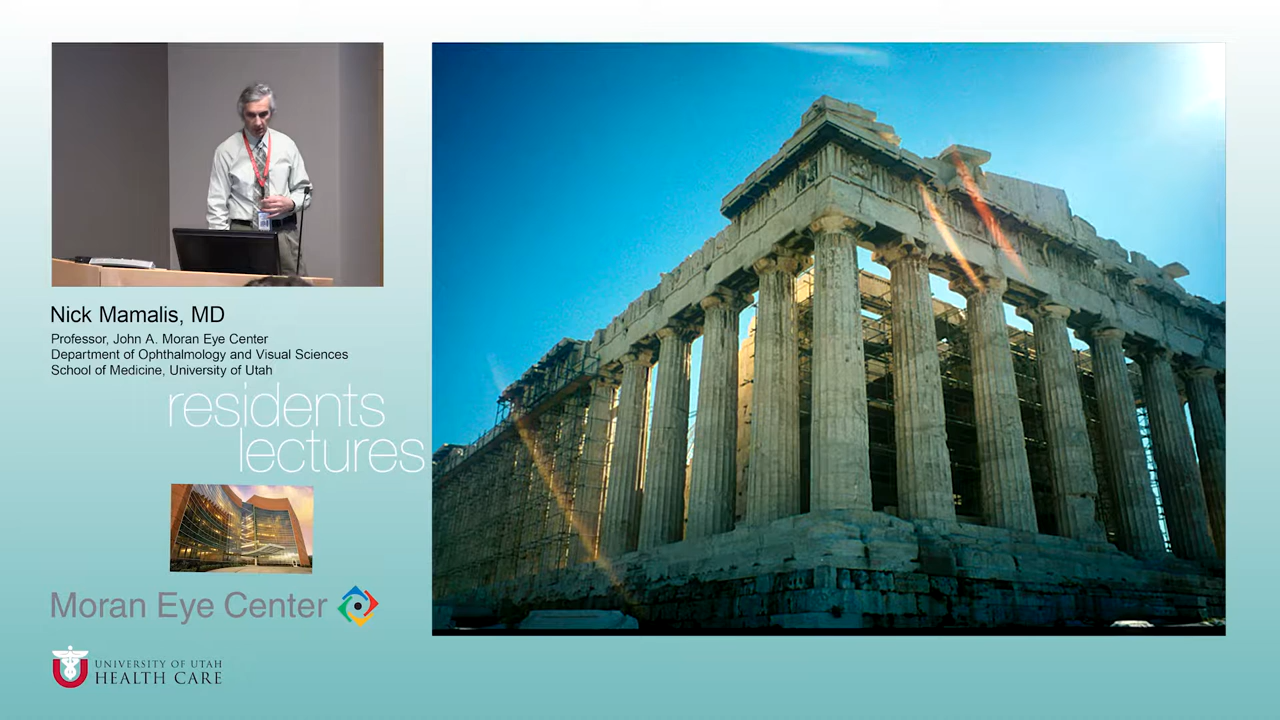 Nick Mamalis, MD
Professor, John A. Moran Eye Center
Department of Ophthalmology and Visual Sciences
School of Medicine, University of Utah
residents
lectures
Moran Eye Center
UNIVERSITY OF UTAH
HEALTH CARE